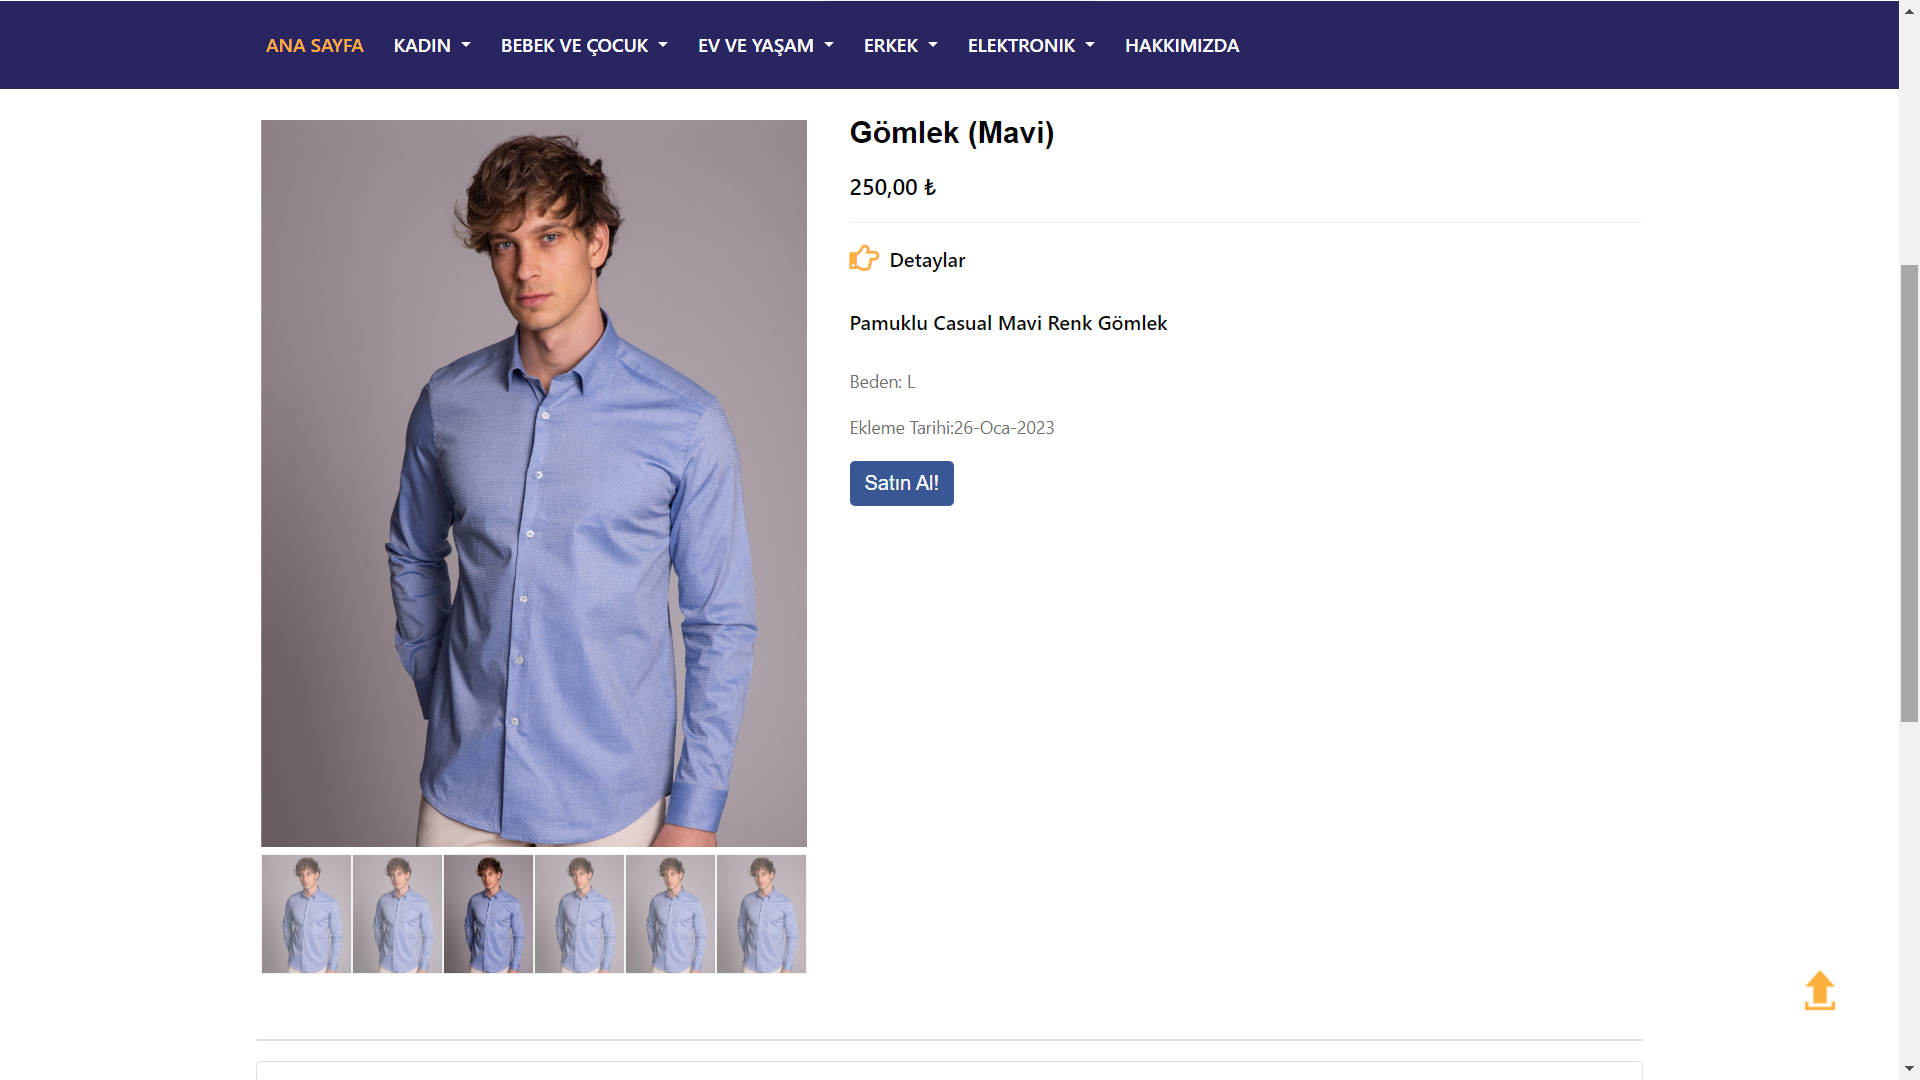 ANA SAYFA KADIN BEBEK VE ÇOCUK EV VE YAŞAM ERKEK ELEKTRONIK HAKKIMIZDA
Gömlek (Mavi)
250,00 ₺
Detaylar
Pamuklu Casual Mavi Renk Gömlek
Beden: L
Ekleme Tarihi:26-Oca-2023
Satın Al!